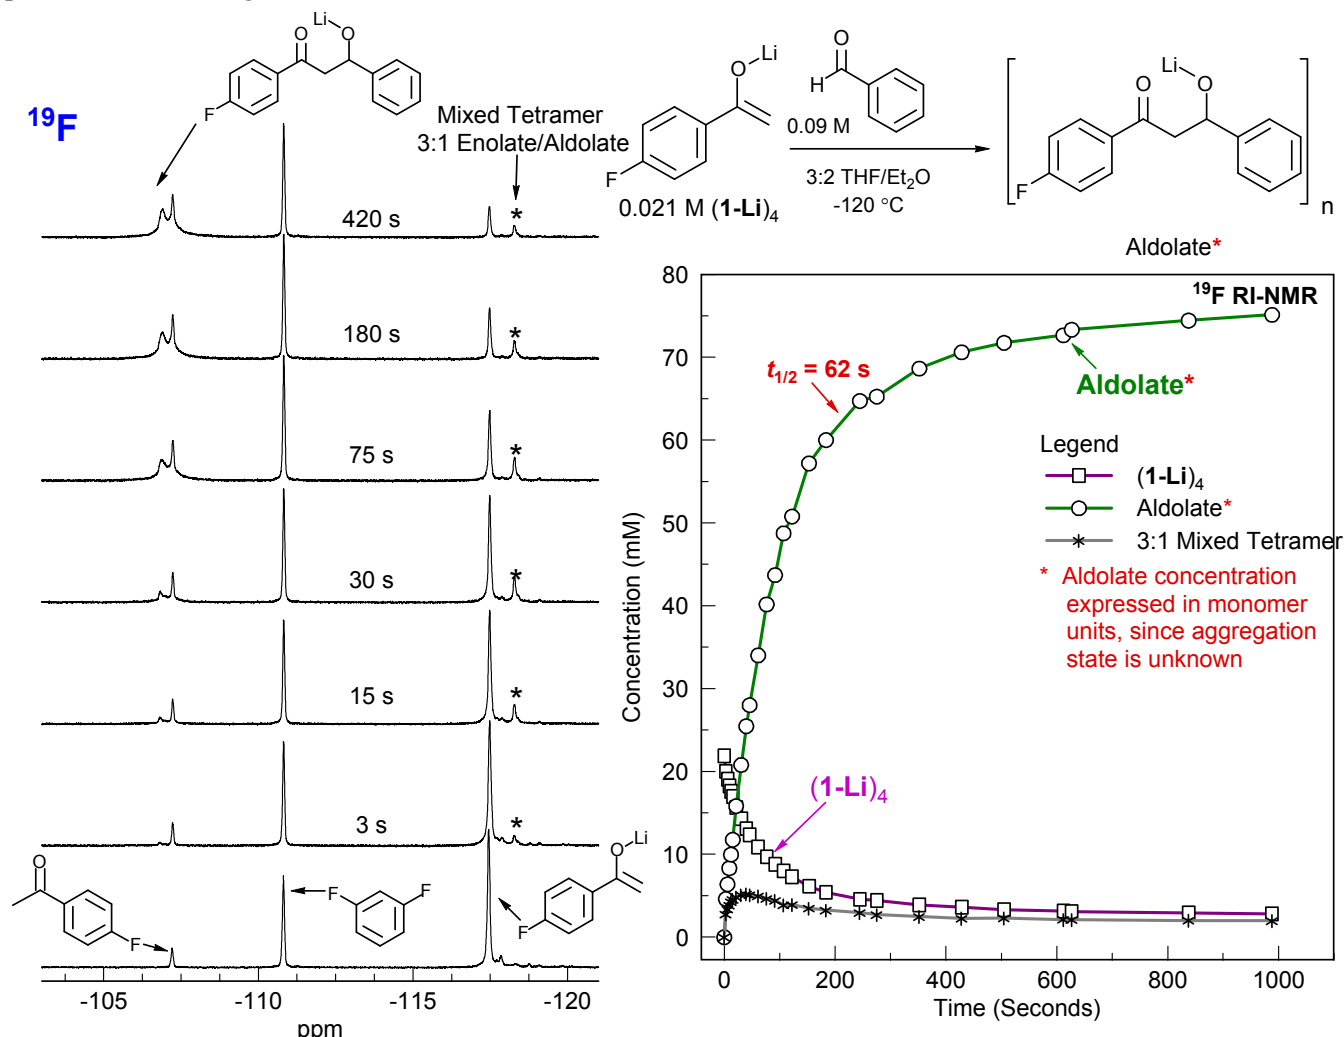 Li
O
O
F
19F
Mixed Tetramer
3:1 Enolate/Aldolate
*
420 s
*
180 s
*
75 s
*
30 s
*
15 s
*
3 s
O
F
F
F
Li
O
F
-105
-110
-115
-120
ppm
Li
O
F
0.021 M (1-Li)4
O
H
0.09 M
3:2 THF/Et2O
-120 °C
Li
O
O
F
n
Aldolate*
19F RI-NMR
t1/2 = 62 s
Aldolate*
Legend
(1-Li)4
Aldolate*
3:1 Mixed Tetramer
* Aldolate concentration
expressed in monomer
units, since aggregation
state is unknown
(1-Li)4
Concentration (mM)
80
70
60
50
40
30
20
10
0
0
200
400
600
800
1000
Time (Seconds)